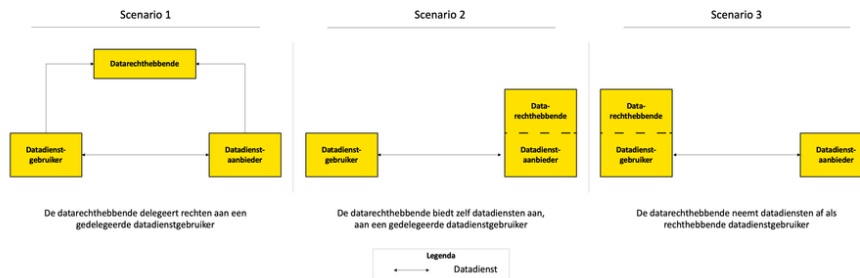 Scenario 1
Datarechthebbende
Datadienst-
gebruiker
Datadienst-
aanbieder
De datarechthebbende delegeert rechten aan een
gedelegeerde datadienstgebruiker
Scenario 2
Datadienst-
gebruiker
Data-
rechthebbende
Datadienst-
aanbieder
De datarechthebbende biedt zelf datadiensten aan,
aan een gedelegeerde datadienstgebruiker
Scenario 3
Data-
rechthebbende
Datadienst-
gebruiker
Datadienst-
aanbieder
De datarechthebbende neemt datadiensten af als
rechthebbende datadienstgebruiker
Legenda
Datadienst